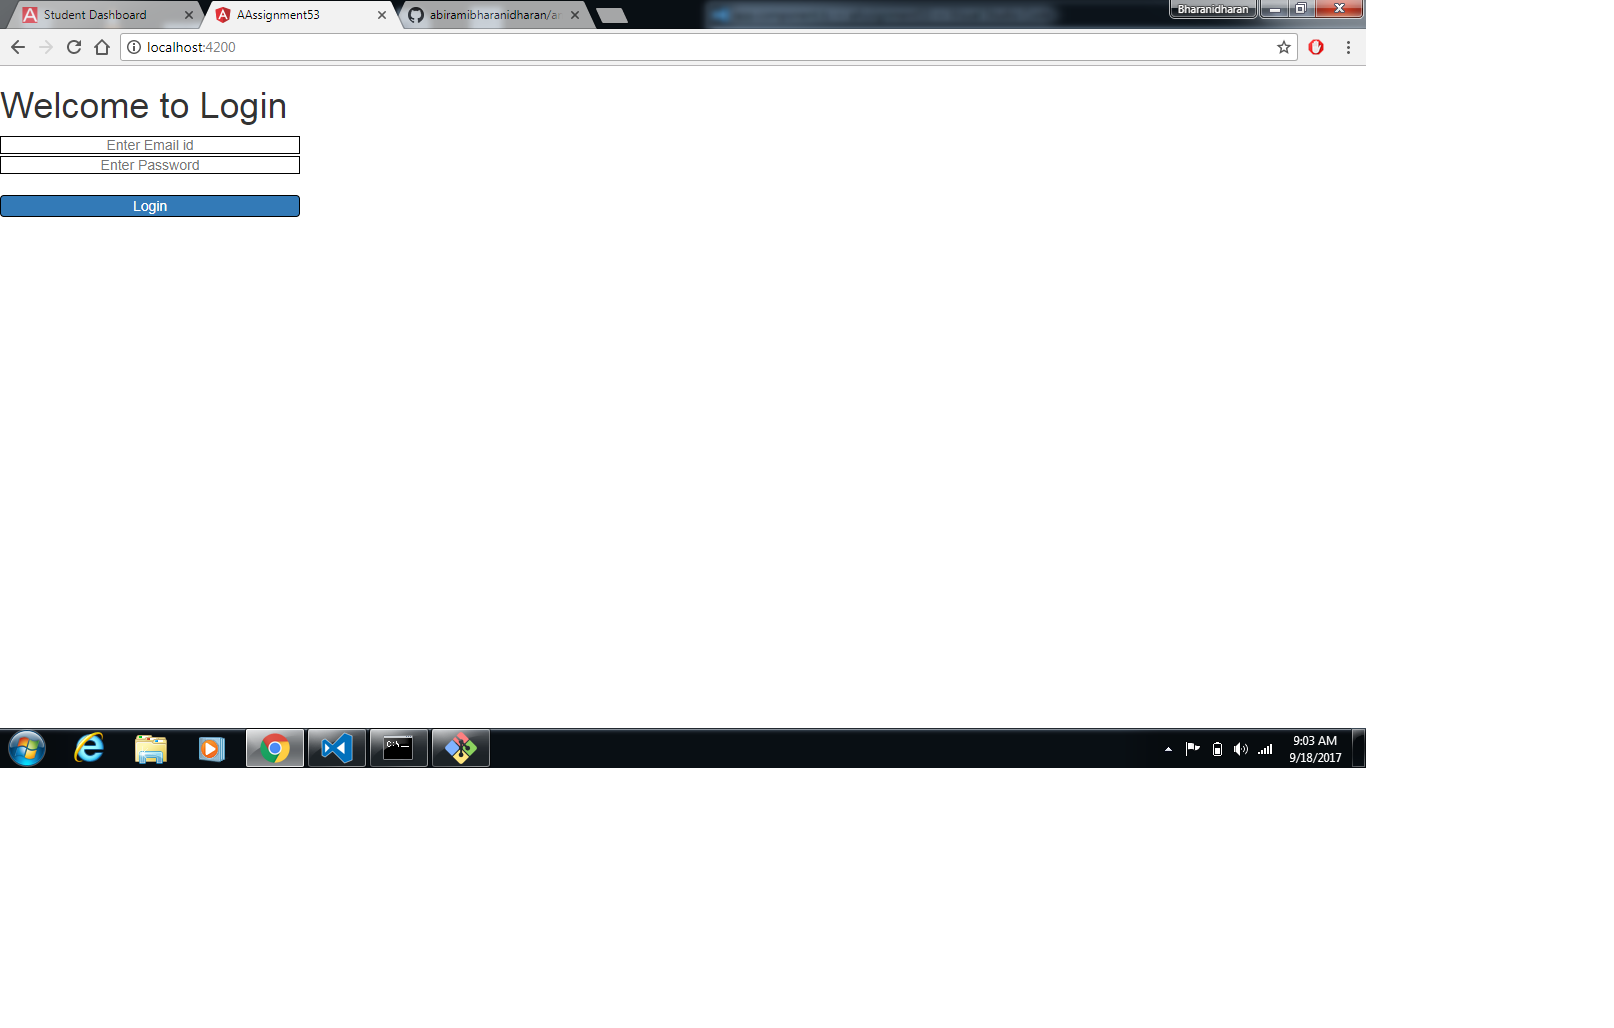 Student Dashboard
AAssignment53
abiramibharanidharan/a
Bharanidharan
localhost:4200
Welcome to Login
Enter Email id
Enter Password
Login
C:\_
9:03 AM
9/18/2017